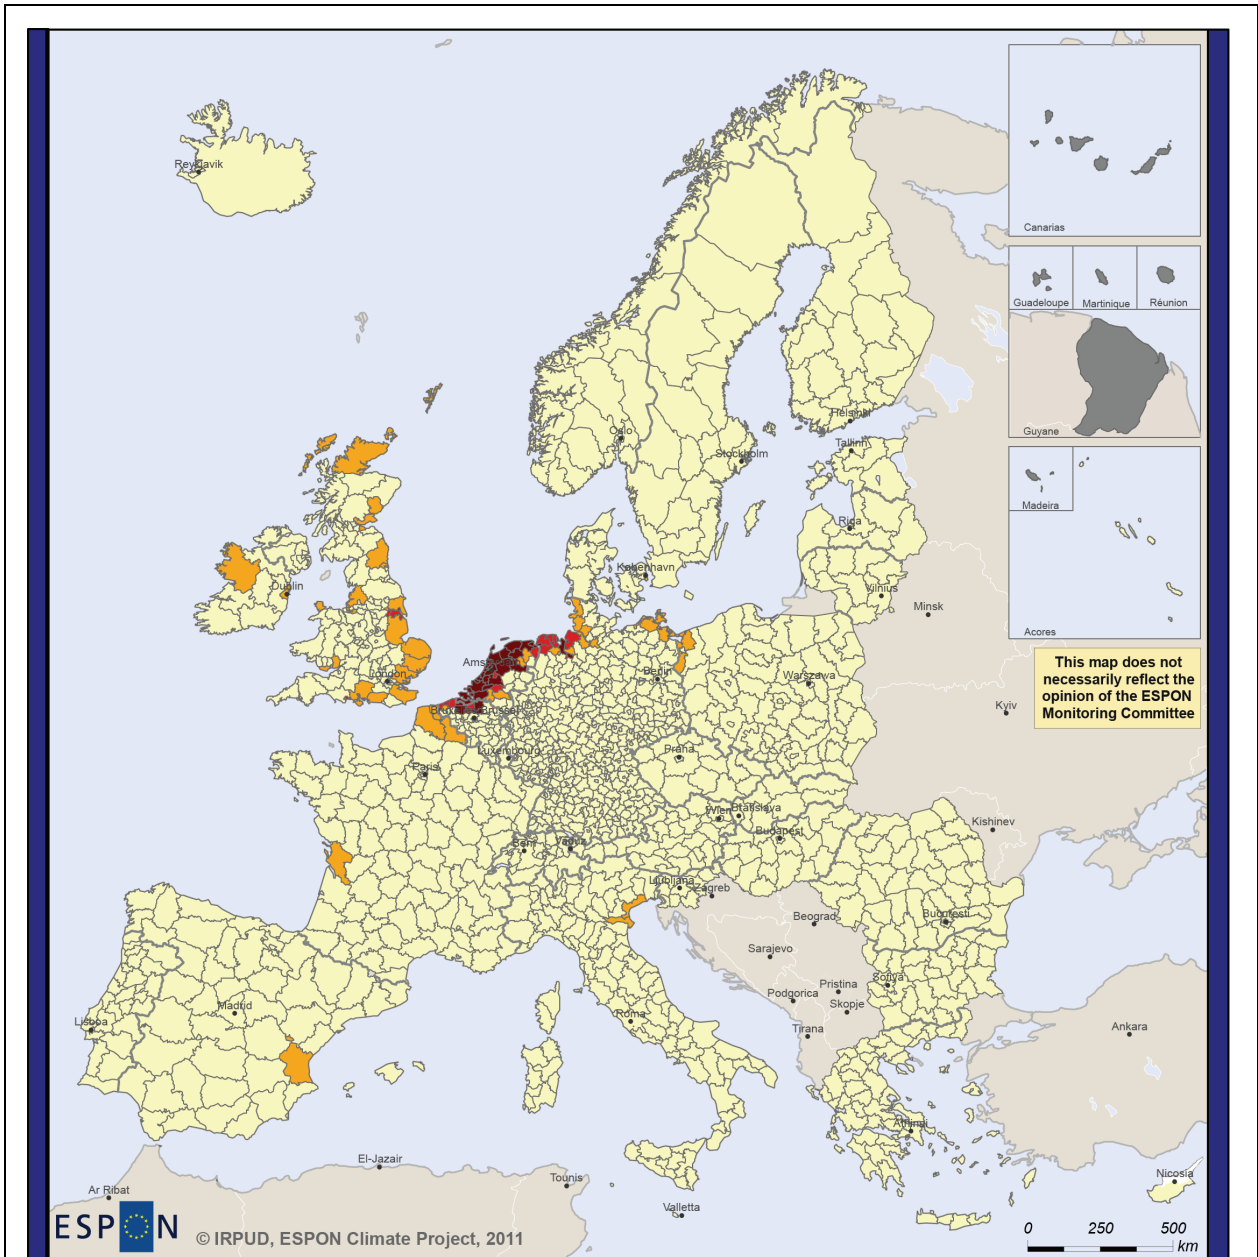 Reykjavik
Canarias
Guadeloupe
Martinique
Réunion
Guyane
Madeira
Acores
This map does not
necessarily reflect the
opinion of the ESPON
Monitoring Committee
Oslo
Helsinki
Tallinn
Stockholm
Riga
København
Vilnius
Minsk
Dublin
London
Berlin
Warszawa
Kyiv
Luxembourg
Praha
Paris
Wien
Bratislava
Budapest
Kishinev
Bern
Vaduz
Ljubljana
Zagreb
Beograd
Bucuresti
Sarajevo
Pristina
Sofiya
Podgorica
Skopje
Madrid
Lisboa
Roma
Tirana
Ankara
Athinai
El-Jazair
Tounis
Valletta
Nicosia
Ar Ribat
ESPON
© IRPUD, ESPON Climate Project, 2011
0 250 500
km